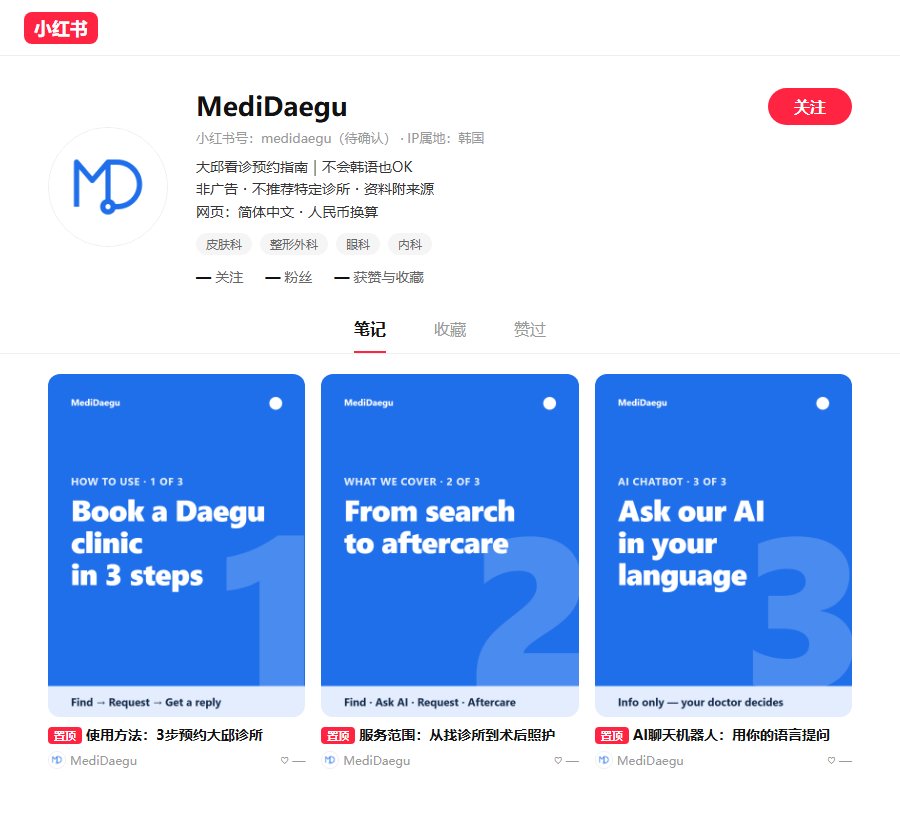 小红书
MediDaegu
关注
小红书号：medidaegu（待确认） · IP属地：韩国
大邱看诊预约指南 | 不会韩语也OK
非广告 · 不推荐特定诊所 · 资料附来源
网页：简体中文 · 人民币换算
皮肤科 整形外科 眼科 内科
— 关注 — 粉丝 — 获赞与收藏
笔记 收藏 赞过
MediDaegu
HOW TO USE · 1 OF 3
Book a Daegu
clinic
in 3 steps
1
Find → Request → Get a reply
置顶 使用方法：3步预约大邱诊所
MD MediDaegu ♡ —
MediDaegu
WHAT WE COVER · 2 OF 3
From search
to aftercare
2
Find · Ask AI · Request · Aftercare
置顶 服务范围：从找诊所到术后照护
MD MediDaegu ♡ —
MediDaegu
AI CHATBOT · 3 OF 3
Ask our AI
in your
language
3
Info only — your doctor decides
置顶 AI聊天机器人：用你的语言提问
MD MediDaegu ♡ —